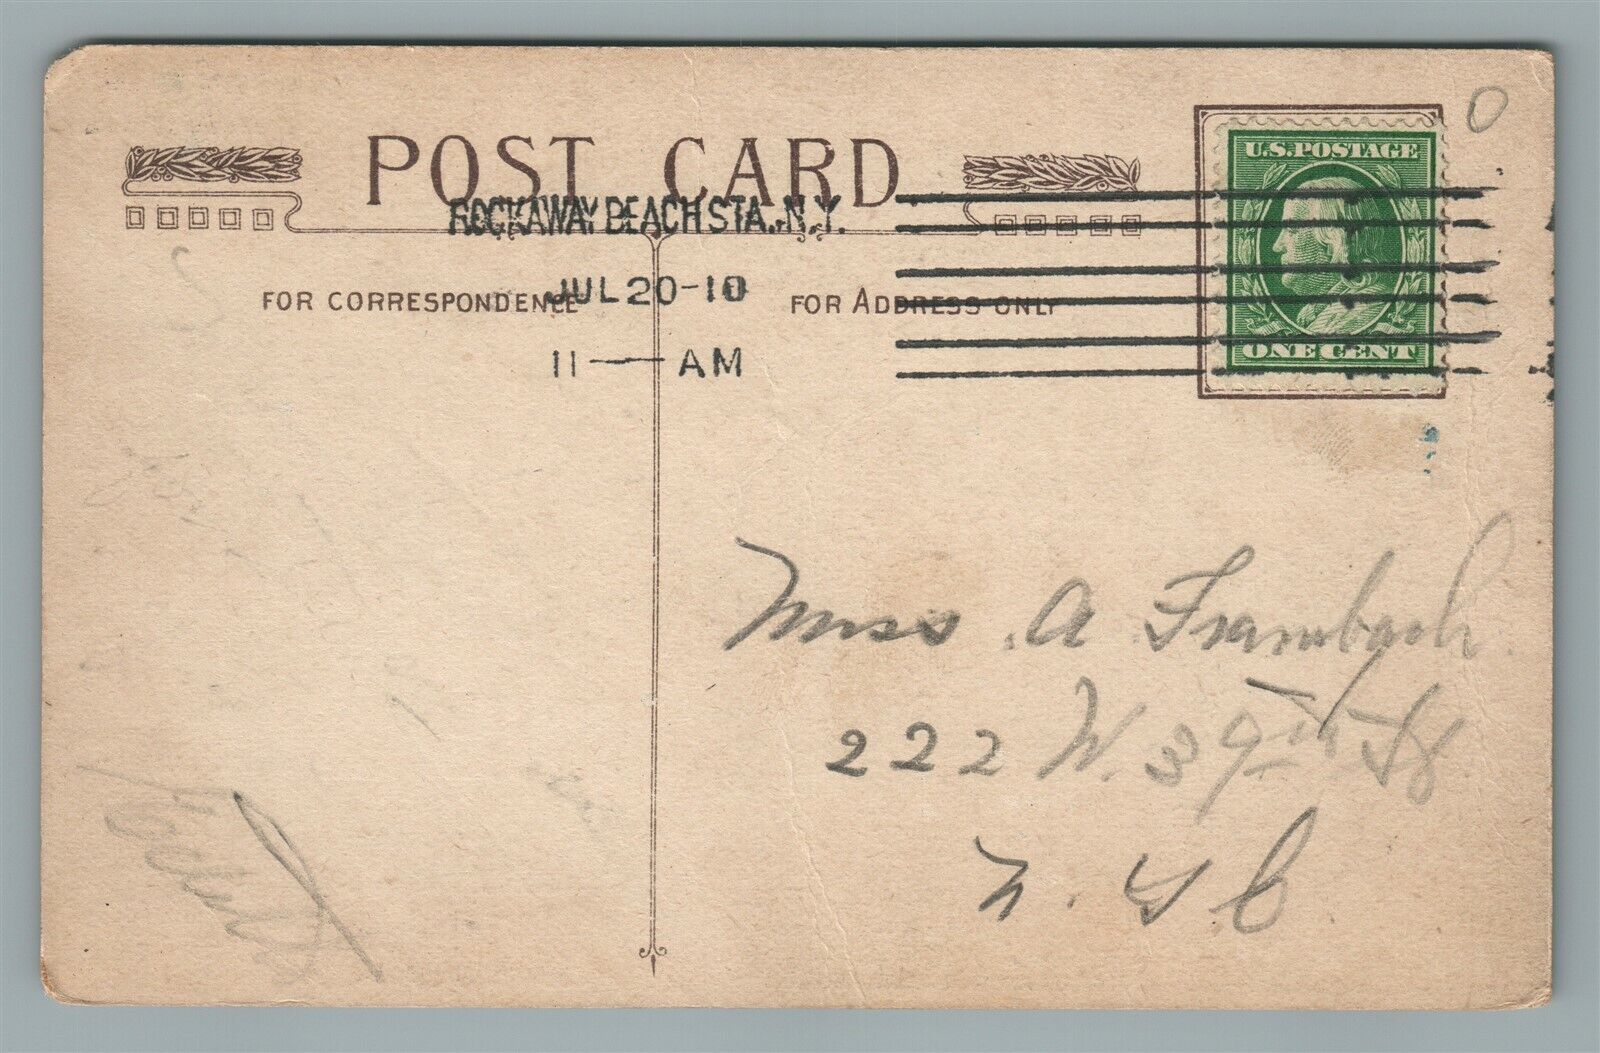 POST CARD
ROCKAWAY BEACH STA. N.Y.
JUL 20-10
11 — AM
FOR CORRESPONDENCE
FOR ADDRESS ONLY
U.S. POSTAGE
ONE CENT
Miss. A Frambach
222 W. 39th St
N. Y C